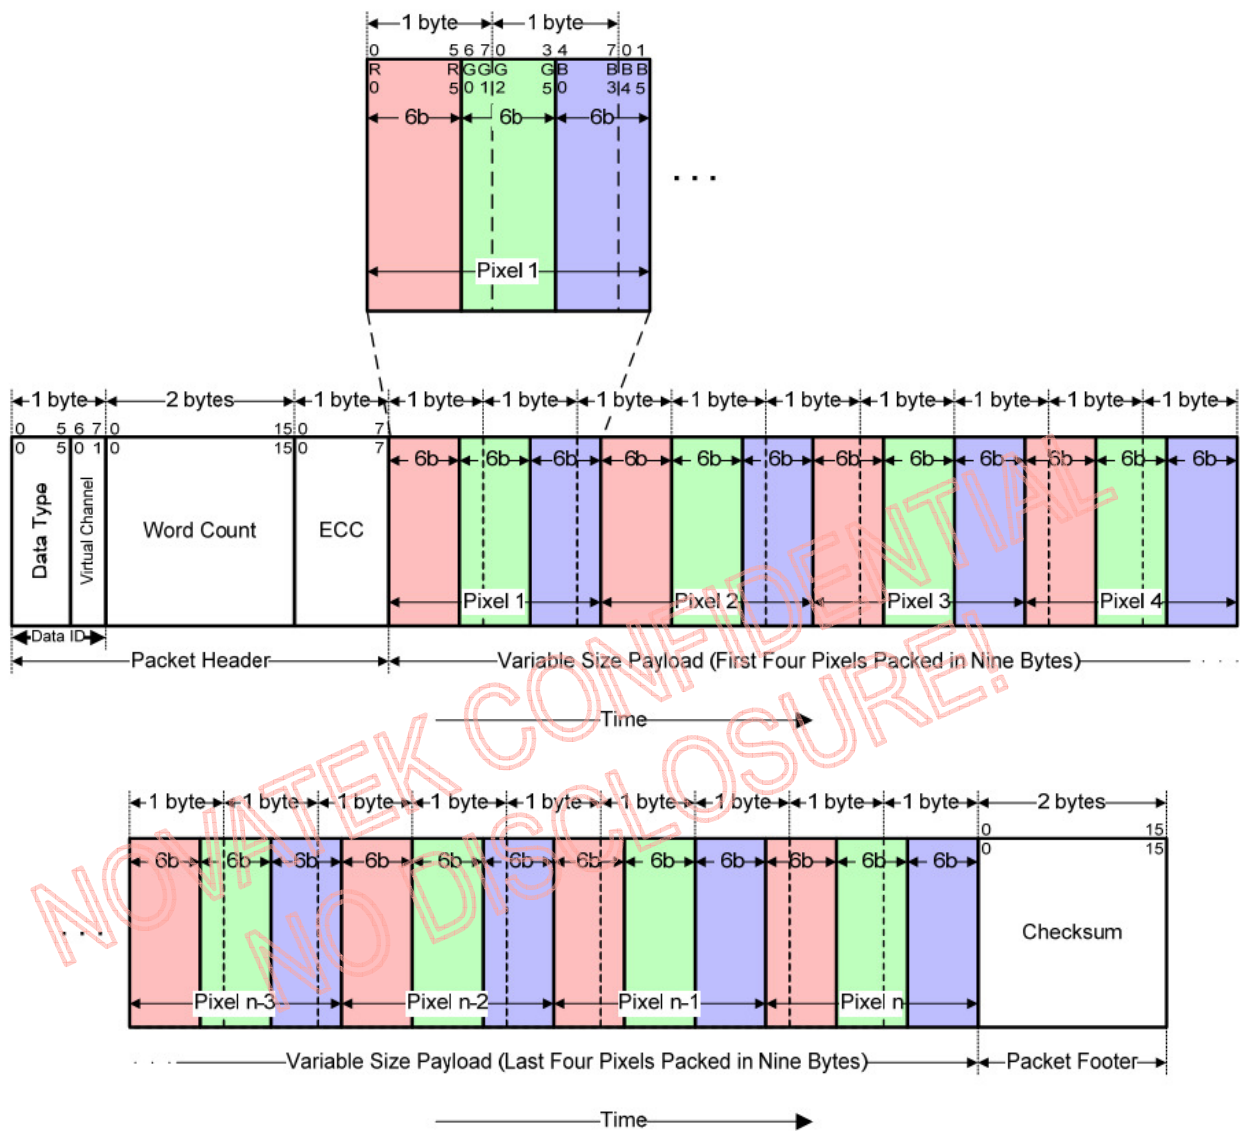 1 byte 1 byte
0 5 6 7 0 3 4 7 0 1
R R G G G G B B B B
0 5 0 1 2 5 0 3 4 5
6b 6b 6b
. . .
Pixel 1
1 byte 2 bytes 1 byte 1 byte 1 byte 1 byte 1 byte 1 byte 1 byte 1 byte 1 byte 1 byte
0 5 6 7 0 15 0 7
0 5 0 1 0 15 0 7
6b 6b 6b 6b 6b 6b 6b 6b 6b 6b 6b 6b
Data Type
Virtual Channel
Word Count
ECC
Pixel 1 Pixel 2 Pixel 3 Pixel 4
Data ID
Packet Header
Variable Size Payload (First Four Pixels Packed in Nine Bytes)
Time
NOVATEK CONFIDENTIAL
NO DISCLOSURE!
1 byte 1 byte 1 byte 1 byte 1 byte 1 byte 1 byte 1 byte 1 byte 2 bytes
0 15
0 15
6b 6b 6b 6b 6b 6b 6b 6b 6b 6b 6b 6b
Checksum
. . .
Pixel n-3 Pixel n-2 Pixel n-1 Pixel n
Variable Size Payload (Last Four Pixels Packed in Nine Bytes)
Packet Footer
Time